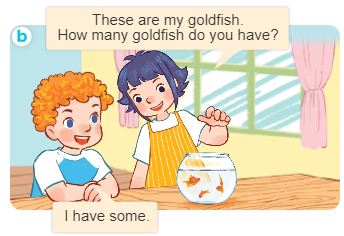 These are my goldfish.
How many goldfish do you have?
b
I have some.